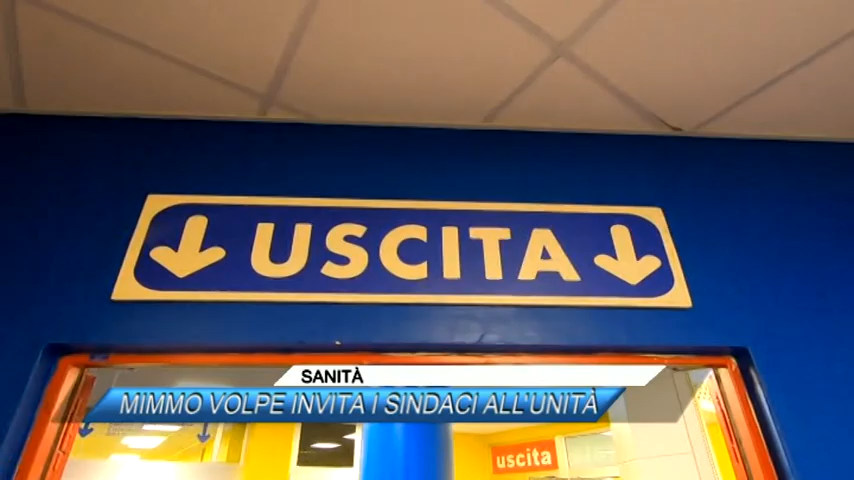 USCITA
SANITÀ
MIMMO VOLPE INVITA I SINDACI ALL'UNITÀ
uscita